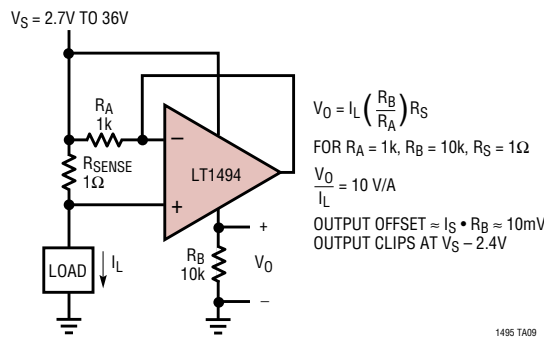 V_S = 2.7V TO 36V
R_A
1k
R_SENSE
1Ω
LOAD
I_L
−
+
LT1494
R_B
10k
+
V_O
−
V_O = I_L (R_B/R_A) R_S
FOR R_A = 1k, R_B = 10k, R_S = 1Ω
V_O/I_L = 10 V/A
OUTPUT OFFSET ≈ I_S • R_B ≈ 10mV
OUTPUT CLIPS AT V_S – 2.4V
1495 TA09